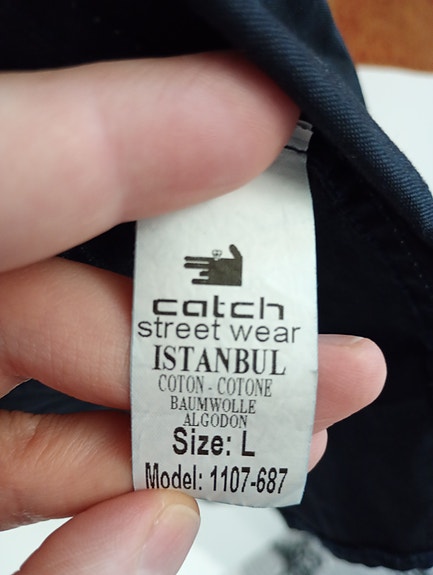 catch
street wear
ISTANBUL
COTON - COTONE
BAUMWOLLE
ALGODON
Size: L
Model: 1107-687